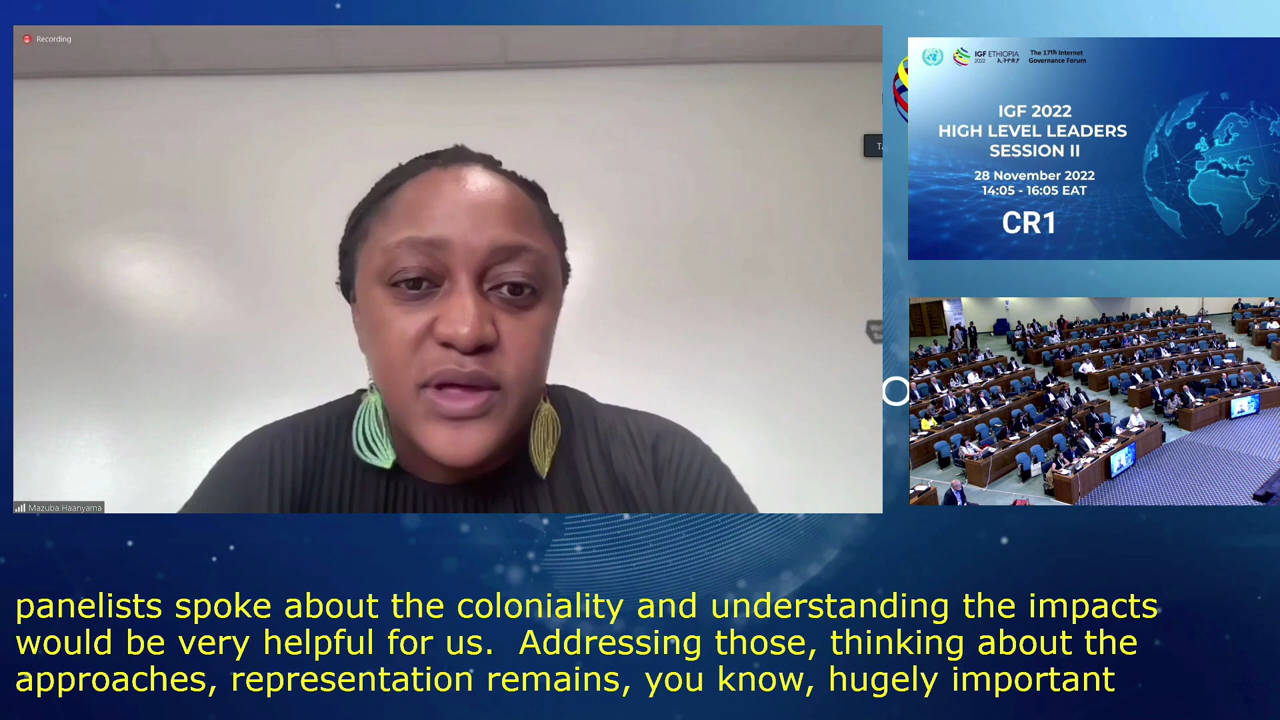 Recording
Mazuba Haanyama
IGF ETHIOPIA
2022
The 17th Internet
Governance Forum
IGF 2022
HIGH LEVEL LEADERS
SESSION II
28 November 2022
14:05 - 16:05 EAT
CR1
panelists spoke about the coloniality and understanding the impacts
would be very helpful for us.  Addressing those, thinking about the
approaches, representation remains, you know, hugely important